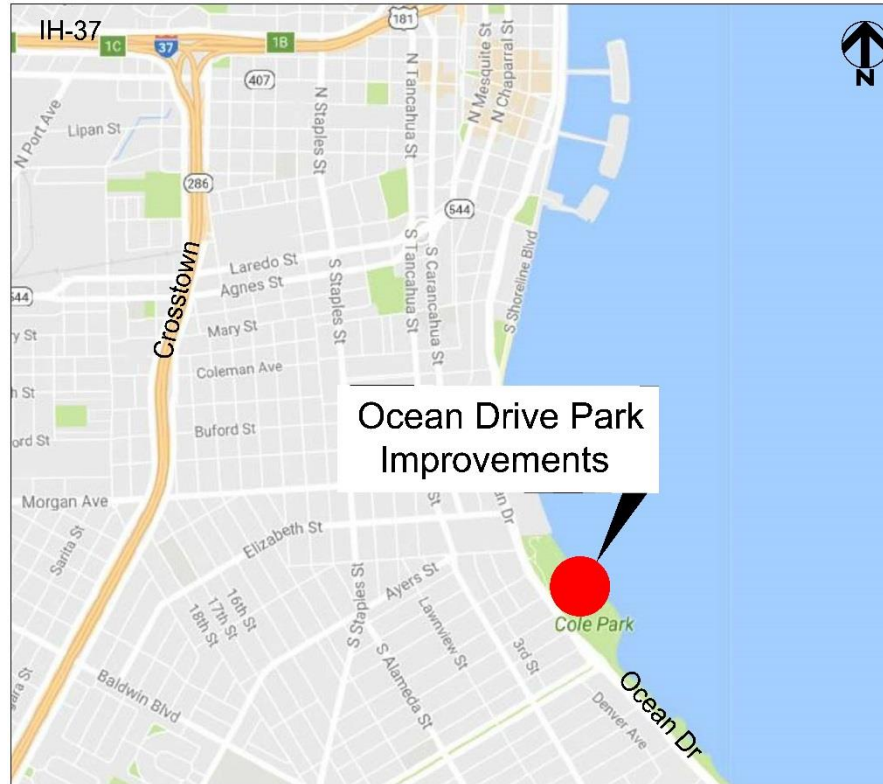 IH-37
1C
37
1B
181
N
407
N Port Ave
Lipan St
N Staples St
N Tancahua St
N Mesquite St
N Chaparral St
286
544
Laredo St
Agnes St
544
Crosstown
S Staples St
S Tancahua St
S Carancahua St
S Shoreline Blvd
Mary St
Coleman Ave
Buford St
Ocean Drive Park
Improvements
Morgan Ave
Elizabeth St
Sarita St
16th St
17th St
18th St
S Staples St
Ayers St
Lawnview St
S Alameda St
3rd St
Cole Park
Baldwin Blvd
Denver Ave
Ocean Dr